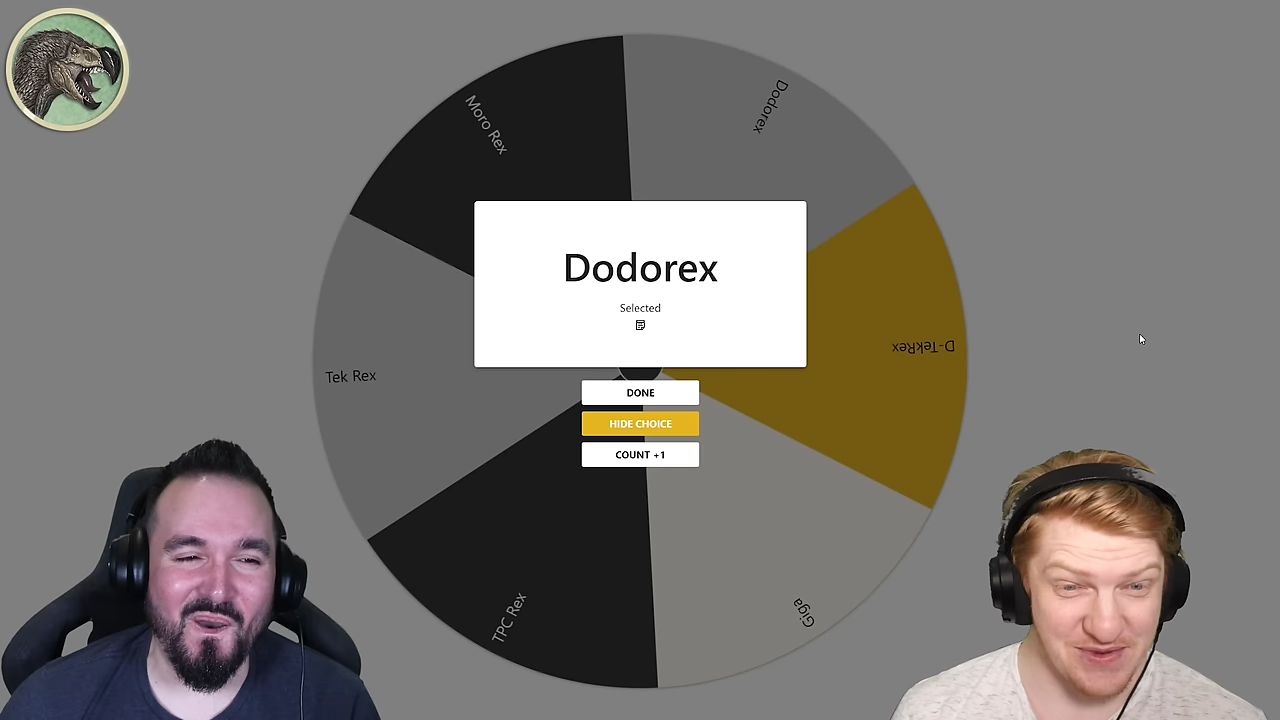 Moro Rex
Dodorex
D-TekRex
Tek Rex
TPC Rex
Giga
Dodorex
Selected
DONE
HIDE CHOICE
COUNT +1